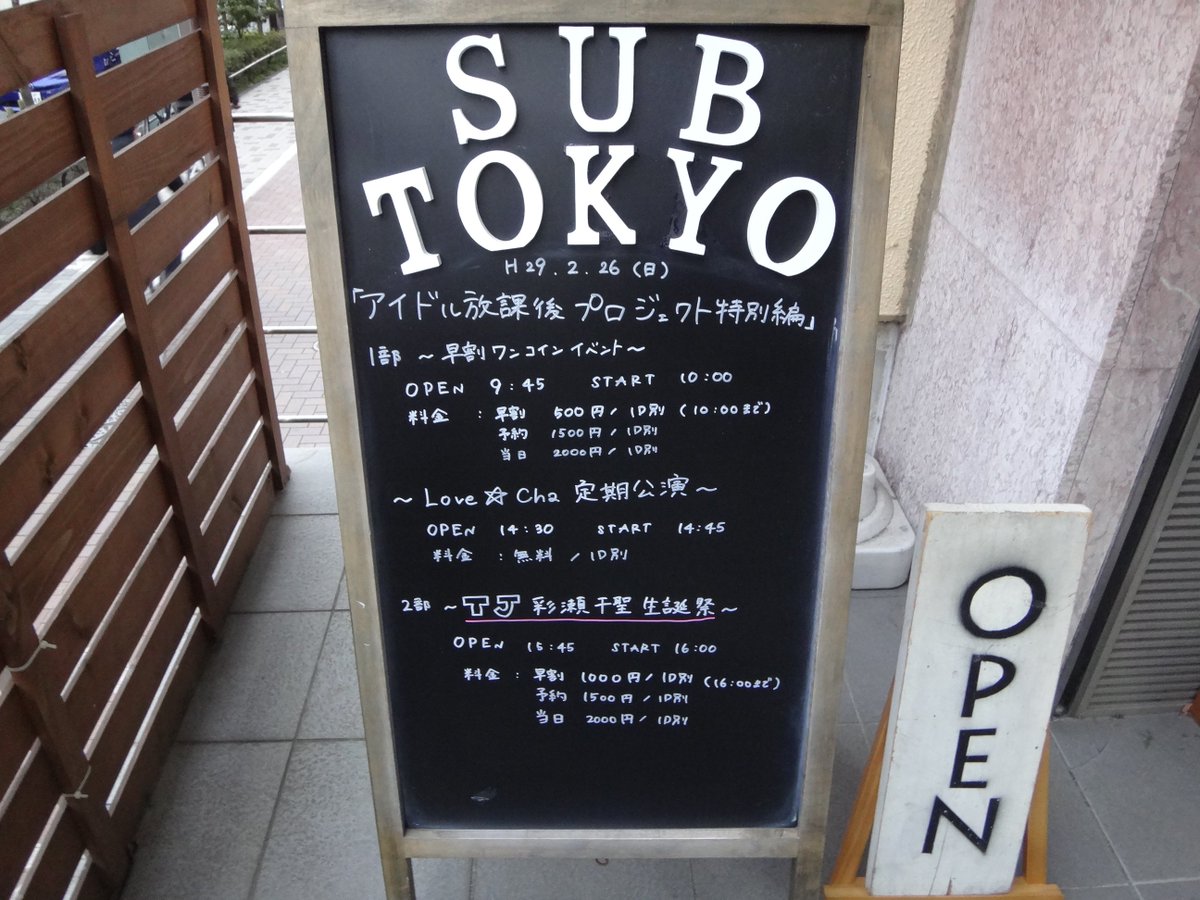 SUB
TOKYO
H29.2.26(日)
「アイドル放課後プロジェクト特別編」
1部 ～早割ワンコインイベント～
OPEN 9:45 START 10:00
料金 : 早割 500円/1D別 (10:00まで)
予約 1500円/1D別
当日 2000円/1D別
～Love☆Cha 定期公演～
OPEN 14:30 START 14:45
料金 : 無料 /1D別
2部 ～TJ 彩瀬千聖 生誕祭～
OPEN 15:45 START 16:00
料金 : 早割 1000円/1D別 (16:00まで)
予約 1500円/1D別
当日 2000円/1D別
OPEN